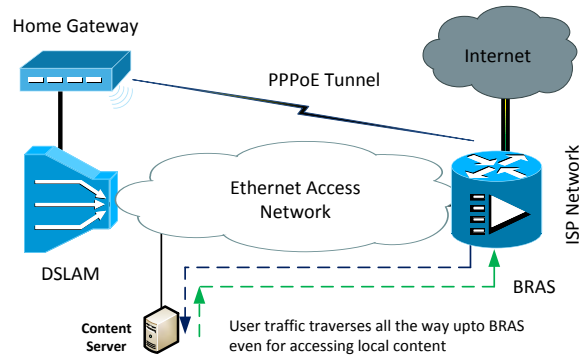 Home Gateway
Internet
PPPoE Tunnel
Ethernet Access
Network
ISP Network
DSLAM
BRAS
Content
Server
User traffic traverses all the way upto BRAS
even for accessing local content